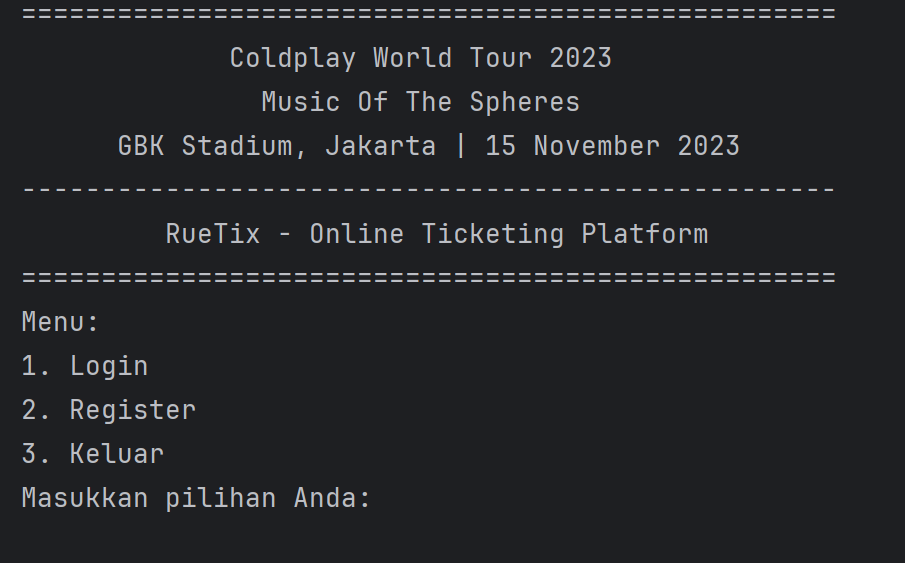 ===================================================
Coldplay World Tour 2023
Music Of The Spheres
GBK Stadium, Jakarta | 15 November 2023
---------------------------------------------------
RueTix - Online Ticketing Platform
===================================================
Menu:
1. Login
2. Register
3. Keluar
Masukkan pilihan Anda: